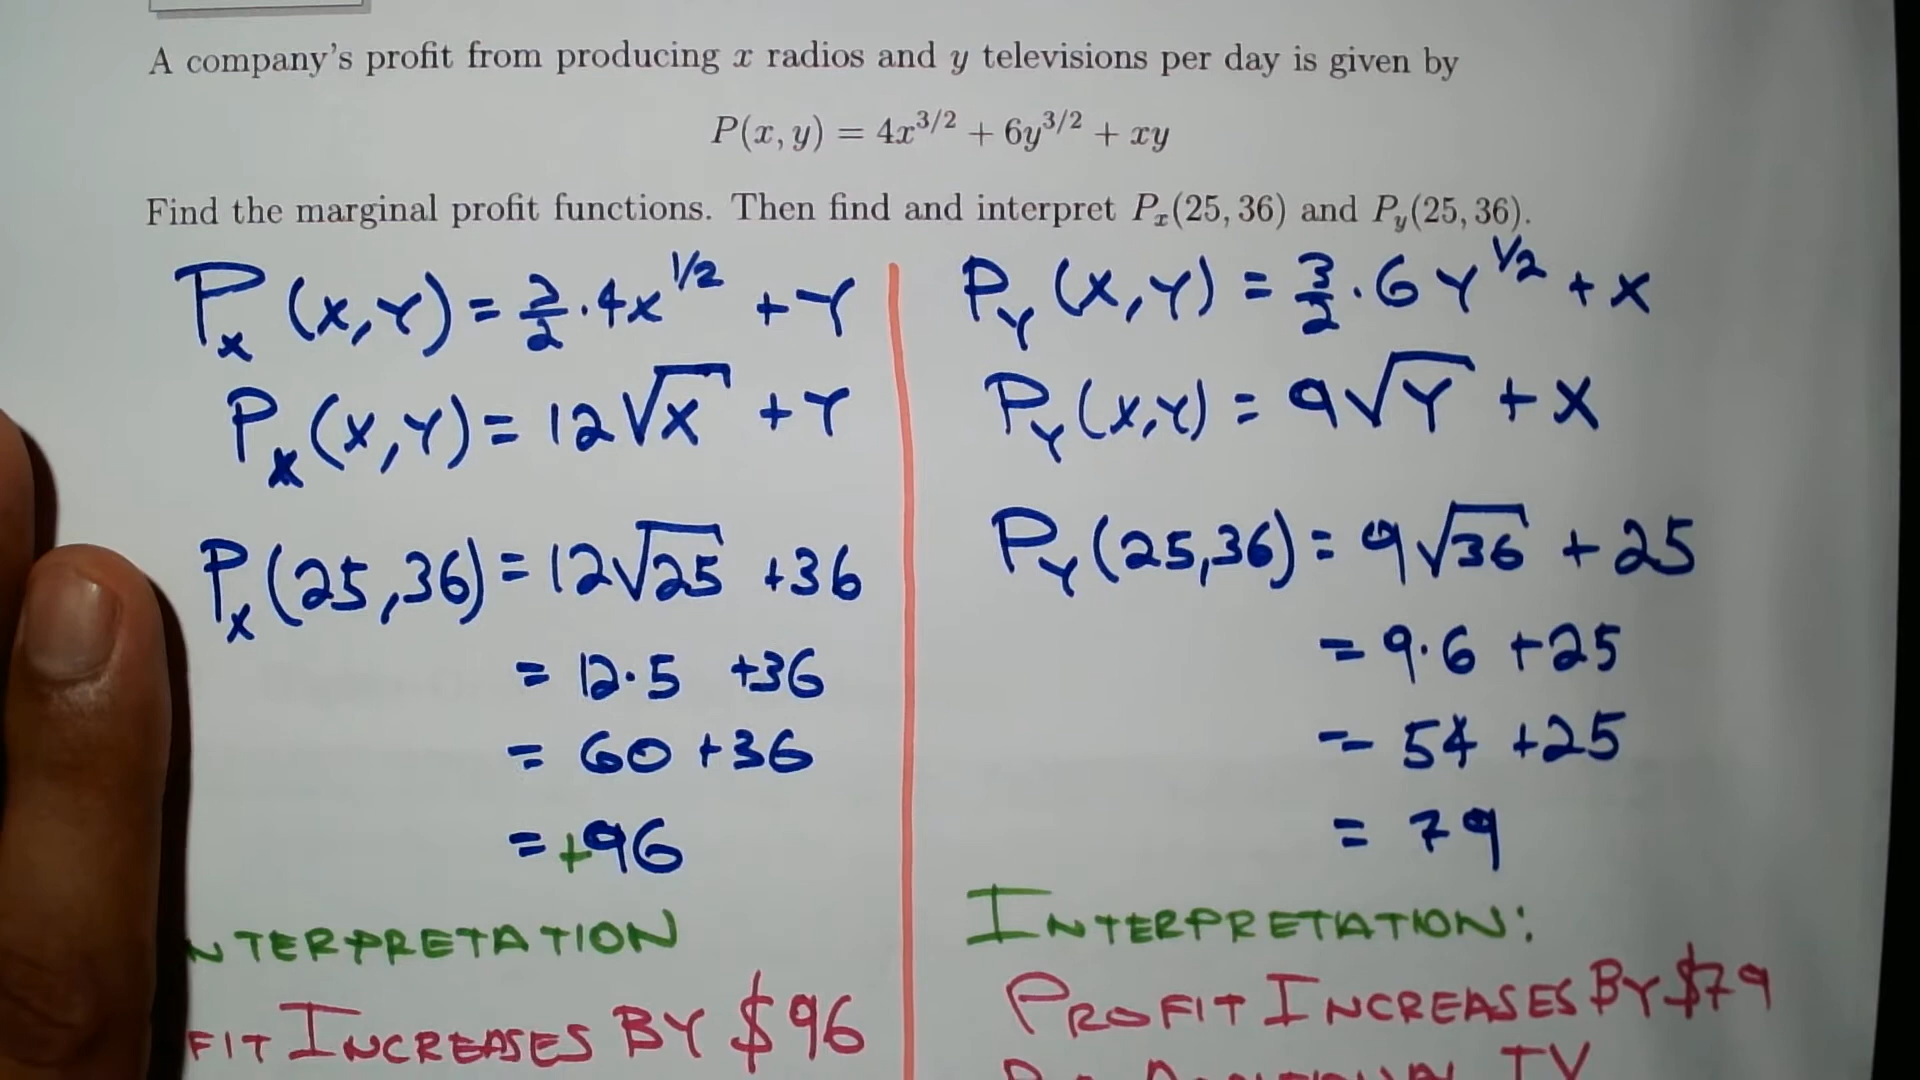 A company's profit from producing x radios and y televisions per day is given by
P(x, y) = 4x^{3/2} + 6y^{3/2} + xy
Find the marginal profit functions. Then find and interpret P_x(25, 36) and P_y(25, 36).
P_x (x,Y) = 3/2 · 4x^{1/2} + Y
P_x (x,Y) = 12√x + Y
P_x (25,36) = 12√25 + 36
= 12·5 + 36
= 60 + 36
= +96
NTERPRETATION
FIT INCREASES BY $96
P_Y (x,Y) = 3/2 · 6Y^{1/2} + x
P_Y (x,Y) = 9√Y + x
P_Y (25,36) = 9√36 + 25
= 9·6 + 25
= 54 + 25
= 79
INTERPRETATION:
PROFIT INCREASES BY $79
TV